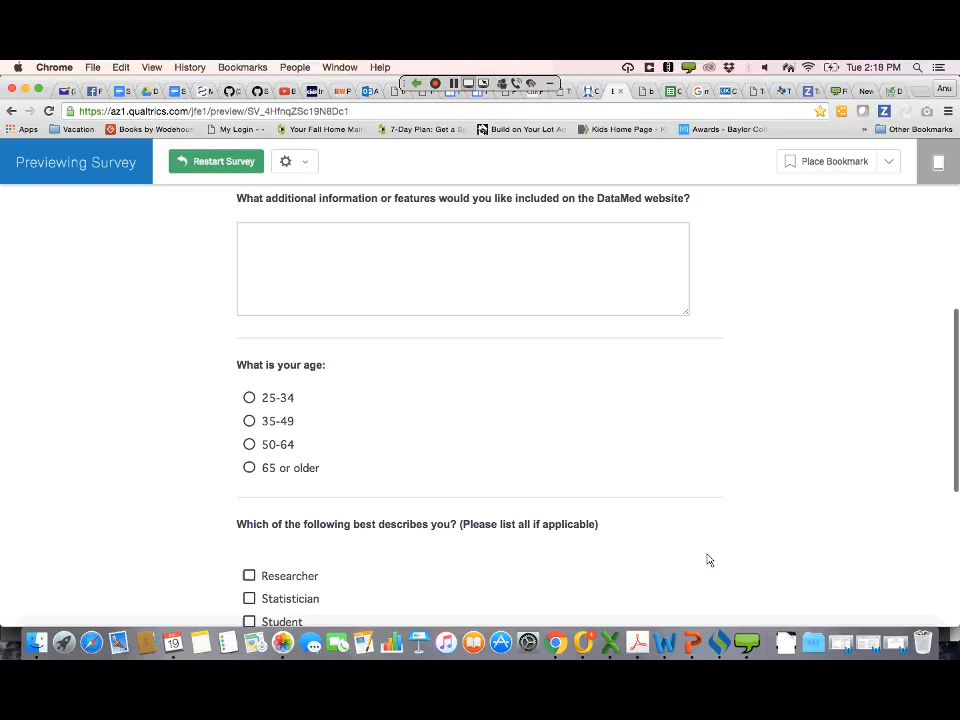 Chrome File Edit View History Bookmarks People Window Help Tue 2:18 PM
Anu
https://az1.qualtrics.com/jfe1/preview/SV_4HfnqZSc19N8Dc1
Apps Vacation Books by Wodehous My Login - Your Fall Home Main 7-Day Plan: Get a Sp Build on Your Lot Kids Home Page - K Awards - Baylor Coll » Other Bookmarks
Previewing Survey Restart Survey Place Bookmark
What additional information or features would you like included on the DataMed website?
What is your age:
25-34
35-49
50-64
65 or older
Which of the following best describes you? (Please list all if applicable)
Researcher
Statistician
Student